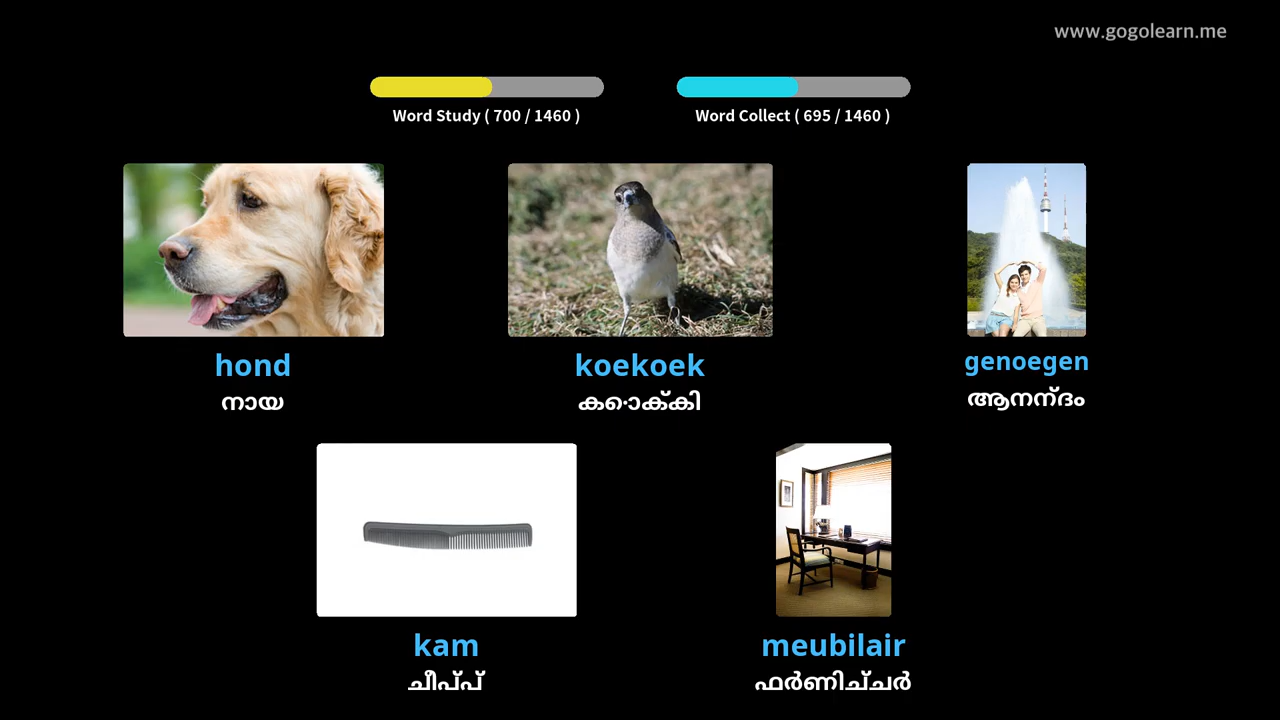 www.gogolearn.me
Word Study ( 700 / 1460 )
Word Collect ( 695 / 1460 )
hond
നായ
koekoek
കൊക്കി
genoegen
ആനന്ദം
kam
ചീപ്പ്
meubilair
ഫർണിച്ചർ